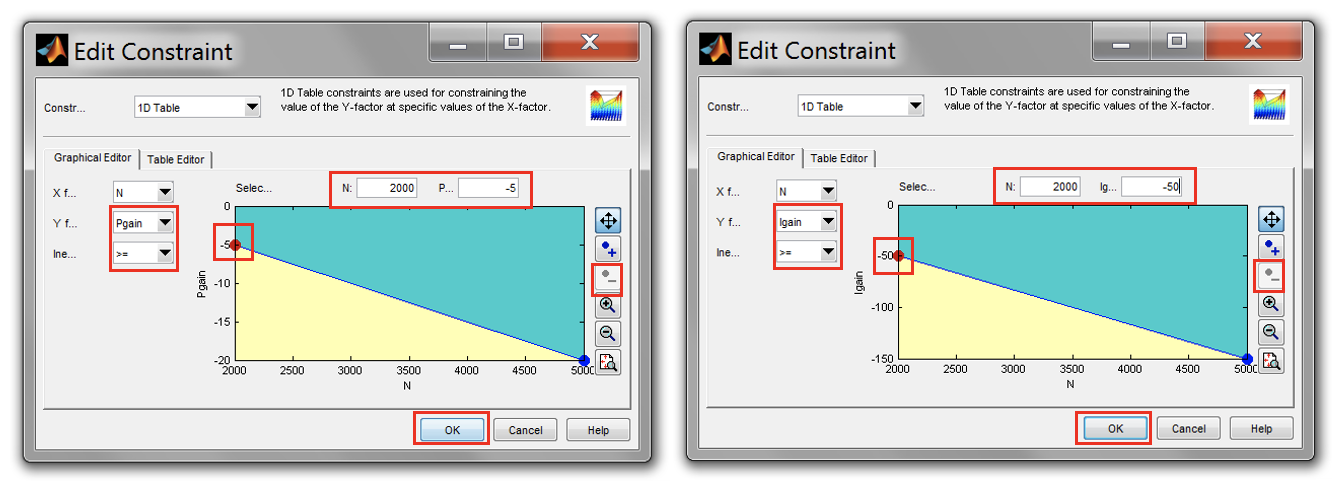 Edit Constraint
Constr...
1D Table
1D Table constraints are used for constraining the
value of the Y-factor at specific values of the X-factor.
Graphical Editor
Table Editor
X f...
N
Y f...
Pgain
Ine...
>=
Selec...
N:
2000
P...
-5
0
-5
-10
-15
-20
Pgain
2000
2500
3000
3500
4000
4500
5000
N
OK
Cancel
Help
Edit Constraint
Constr...
1D Table
1D Table constraints are used for constraining the
value of the Y-factor at specific values of the X-factor.
Graphical Editor
Table Editor
X f...
N
Y f...
Igain
Ine...
>=
Selec...
N:
2000
Ig...
-50
0
-50
-100
-150
Igain
2000
2500
3000
3500
4000
4500
5000
N
OK
Cancel
Help